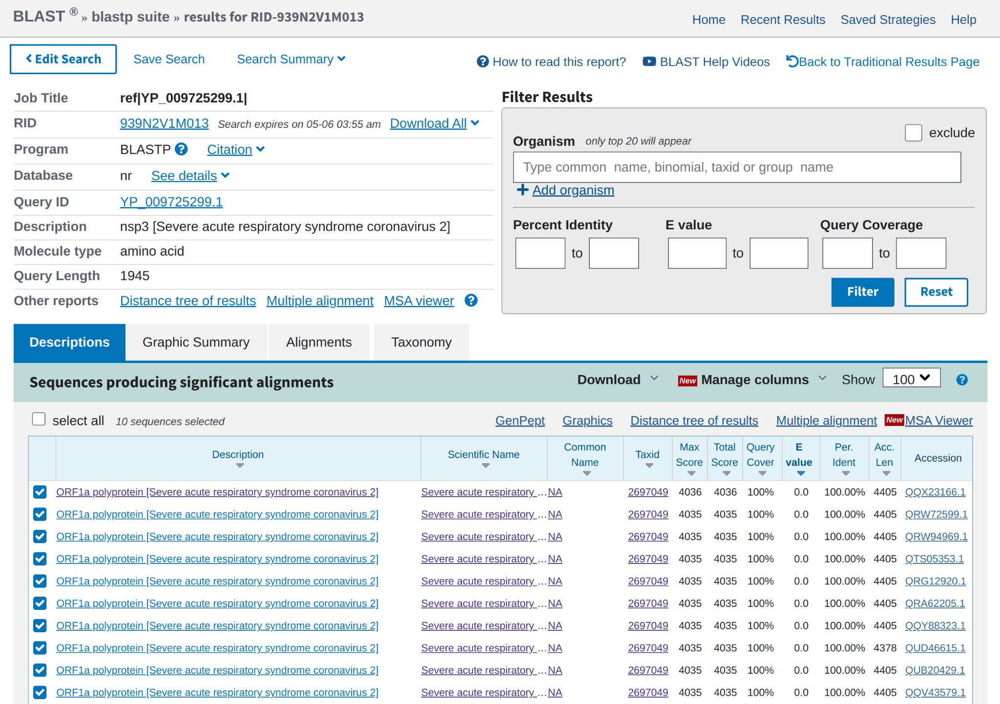 BLAST ® » blastp suite » results for RID-939N2V1M013
Home Recent Results Saved Strategies Help
Edit Search Save Search Search Summary
How to read this report? BLAST Help Videos Back to Traditional Results Page
Job Title ref|YP_009725299.1|
RID 939N2V1M013 Search expires on 05-06 03:55 am Download All
Program BLASTP Citation
Database nr See details
Query ID YP_009725299.1
Description nsp3 [Severe acute respiratory syndrome coronavirus 2]
Molecule type amino acid
Query Length 1945
Other reports Distance tree of results Multiple alignment MSA viewer
Filter Results
exclude
Organism only top 20 will appear
Type common name, binomial, taxid or group name
Add organism
Percent Identity E value Query Coverage
to to to
Filter Reset
Descriptions Graphic Summary Alignments Taxonomy
Sequences producing significant alignments Download New Manage columns Show 100
select all 10 sequences selected GenPept Graphics Distance tree of results Multiple alignment New MSA Viewer
Description Scientific Name Common Name Taxid Max Score Total Score Query Cover E value Per. Ident Acc. Len Accession
ORF1a polyprotein [Severe acute respiratory syndrome coronavirus 2] Severe acute respiratory ... NA 2697049 4036 4036 100% 0.0 100.00% 4405 QQX23166.1
ORF1a polyprotein [Severe acute respiratory syndrome coronavirus 2] Severe acute respiratory ... NA 2697049 4035 4035 100% 0.0 100.00% 4405 QRW72599.1
ORF1a polyprotein [Severe acute respiratory syndrome coronavirus 2] Severe acute respiratory ... NA 2697049 4035 4035 100% 0.0 100.00% 4405 QRW94969.1
ORF1a polyprotein [Severe acute respiratory syndrome coronavirus 2] Severe acute respiratory ... NA 2697049 4035 4035 100% 0.0 100.00% 4405 QTS05353.1
ORF1a polyprotein [Severe acute respiratory syndrome coronavirus 2] Severe acute respiratory ... NA 2697049 4035 4035 100% 0.0 100.00% 4405 QRG12920.1
ORF1a polyprotein [Severe acute respiratory syndrome coronavirus 2] Severe acute respiratory ... NA 2697049 4035 4035 100% 0.0 100.00% 4405 QRA62205.1
ORF1a polyprotein [Severe acute respiratory syndrome coronavirus 2] Severe acute respiratory ... NA 2697049 4035 4035 100% 0.0 100.00% 4405 QQY88323.1
ORF1a polyprotein [Severe acute respiratory syndrome coronavirus 2] Severe acute respiratory ... NA 2697049 4035 4035 100% 0.0 100.00% 4378 QUD46615.1
ORF1a polyprotein [Severe acute respiratory syndrome coronavirus 2] Severe acute respiratory ... NA 2697049 4035 4035 100% 0.0 100.00% 4405 QUB20429.1
ORF1a polyprotein [Severe acute respiratory syndrome coronavirus 2] Severe acute respiratory ... NA 2697049 4035 4035 100% 0.0 100.00% 4405 QQV43579.1